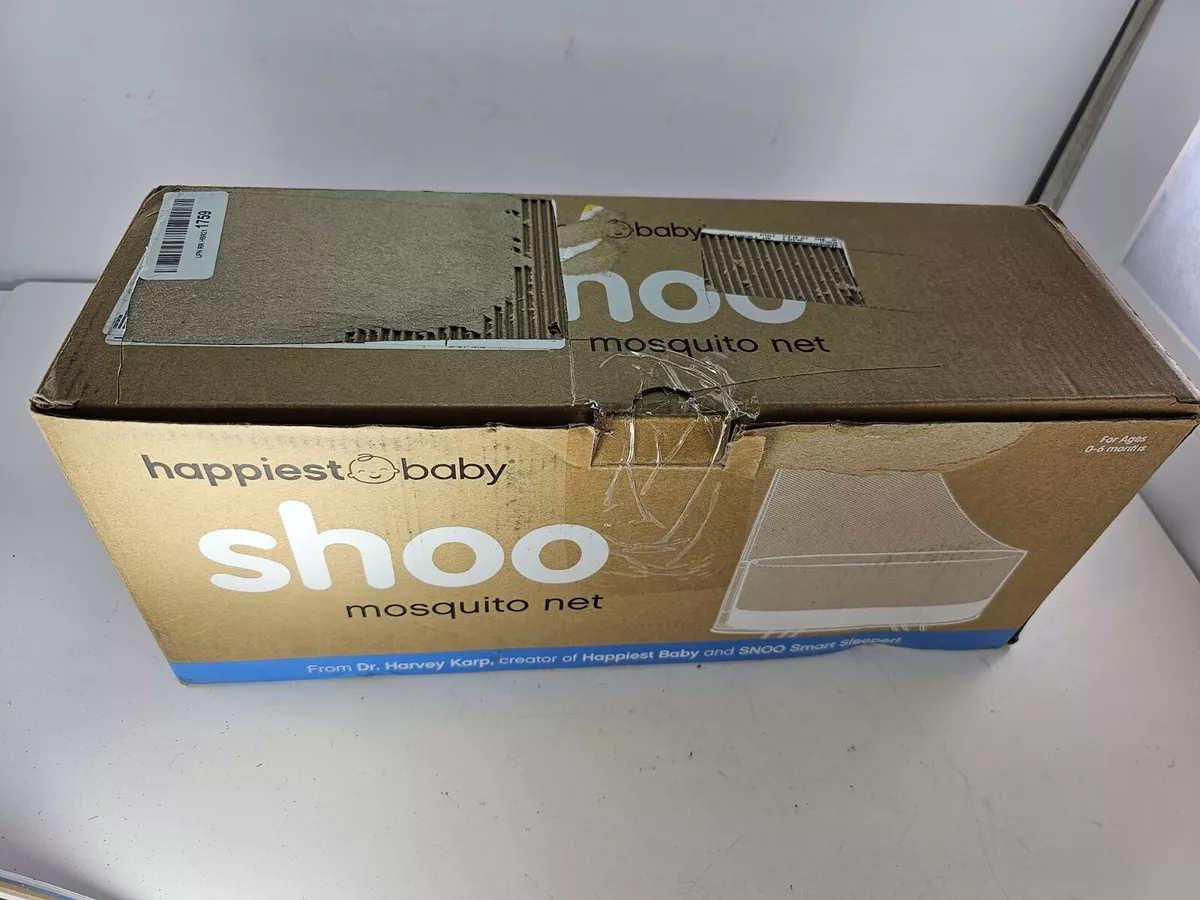 1759
baby
hoo
mosquito net
happiest baby
shoo
mosquito net
For Ages
0-6 months
From Dr. Harvey Karp, creator of Happiest Baby and SNOO Smart Sleeper!